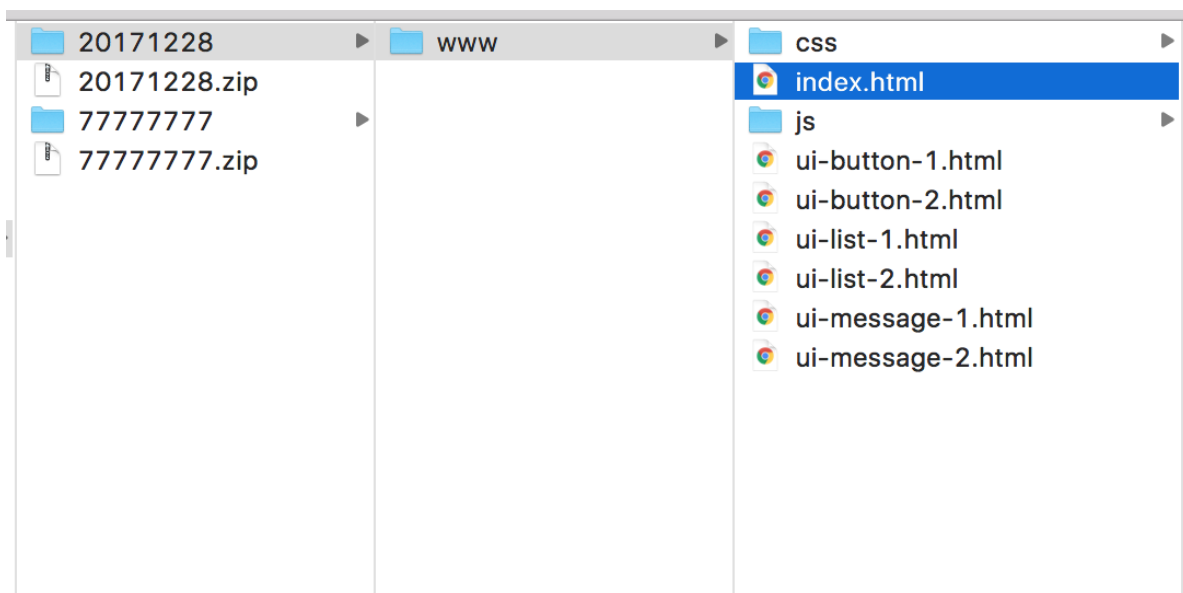 20171228
20171228.zip
77777777
77777777.zip
www
css
index.html
js
ui-button-1.html
ui-button-2.html
ui-list-1.html
ui-list-2.html
ui-message-1.html
ui-message-2.html